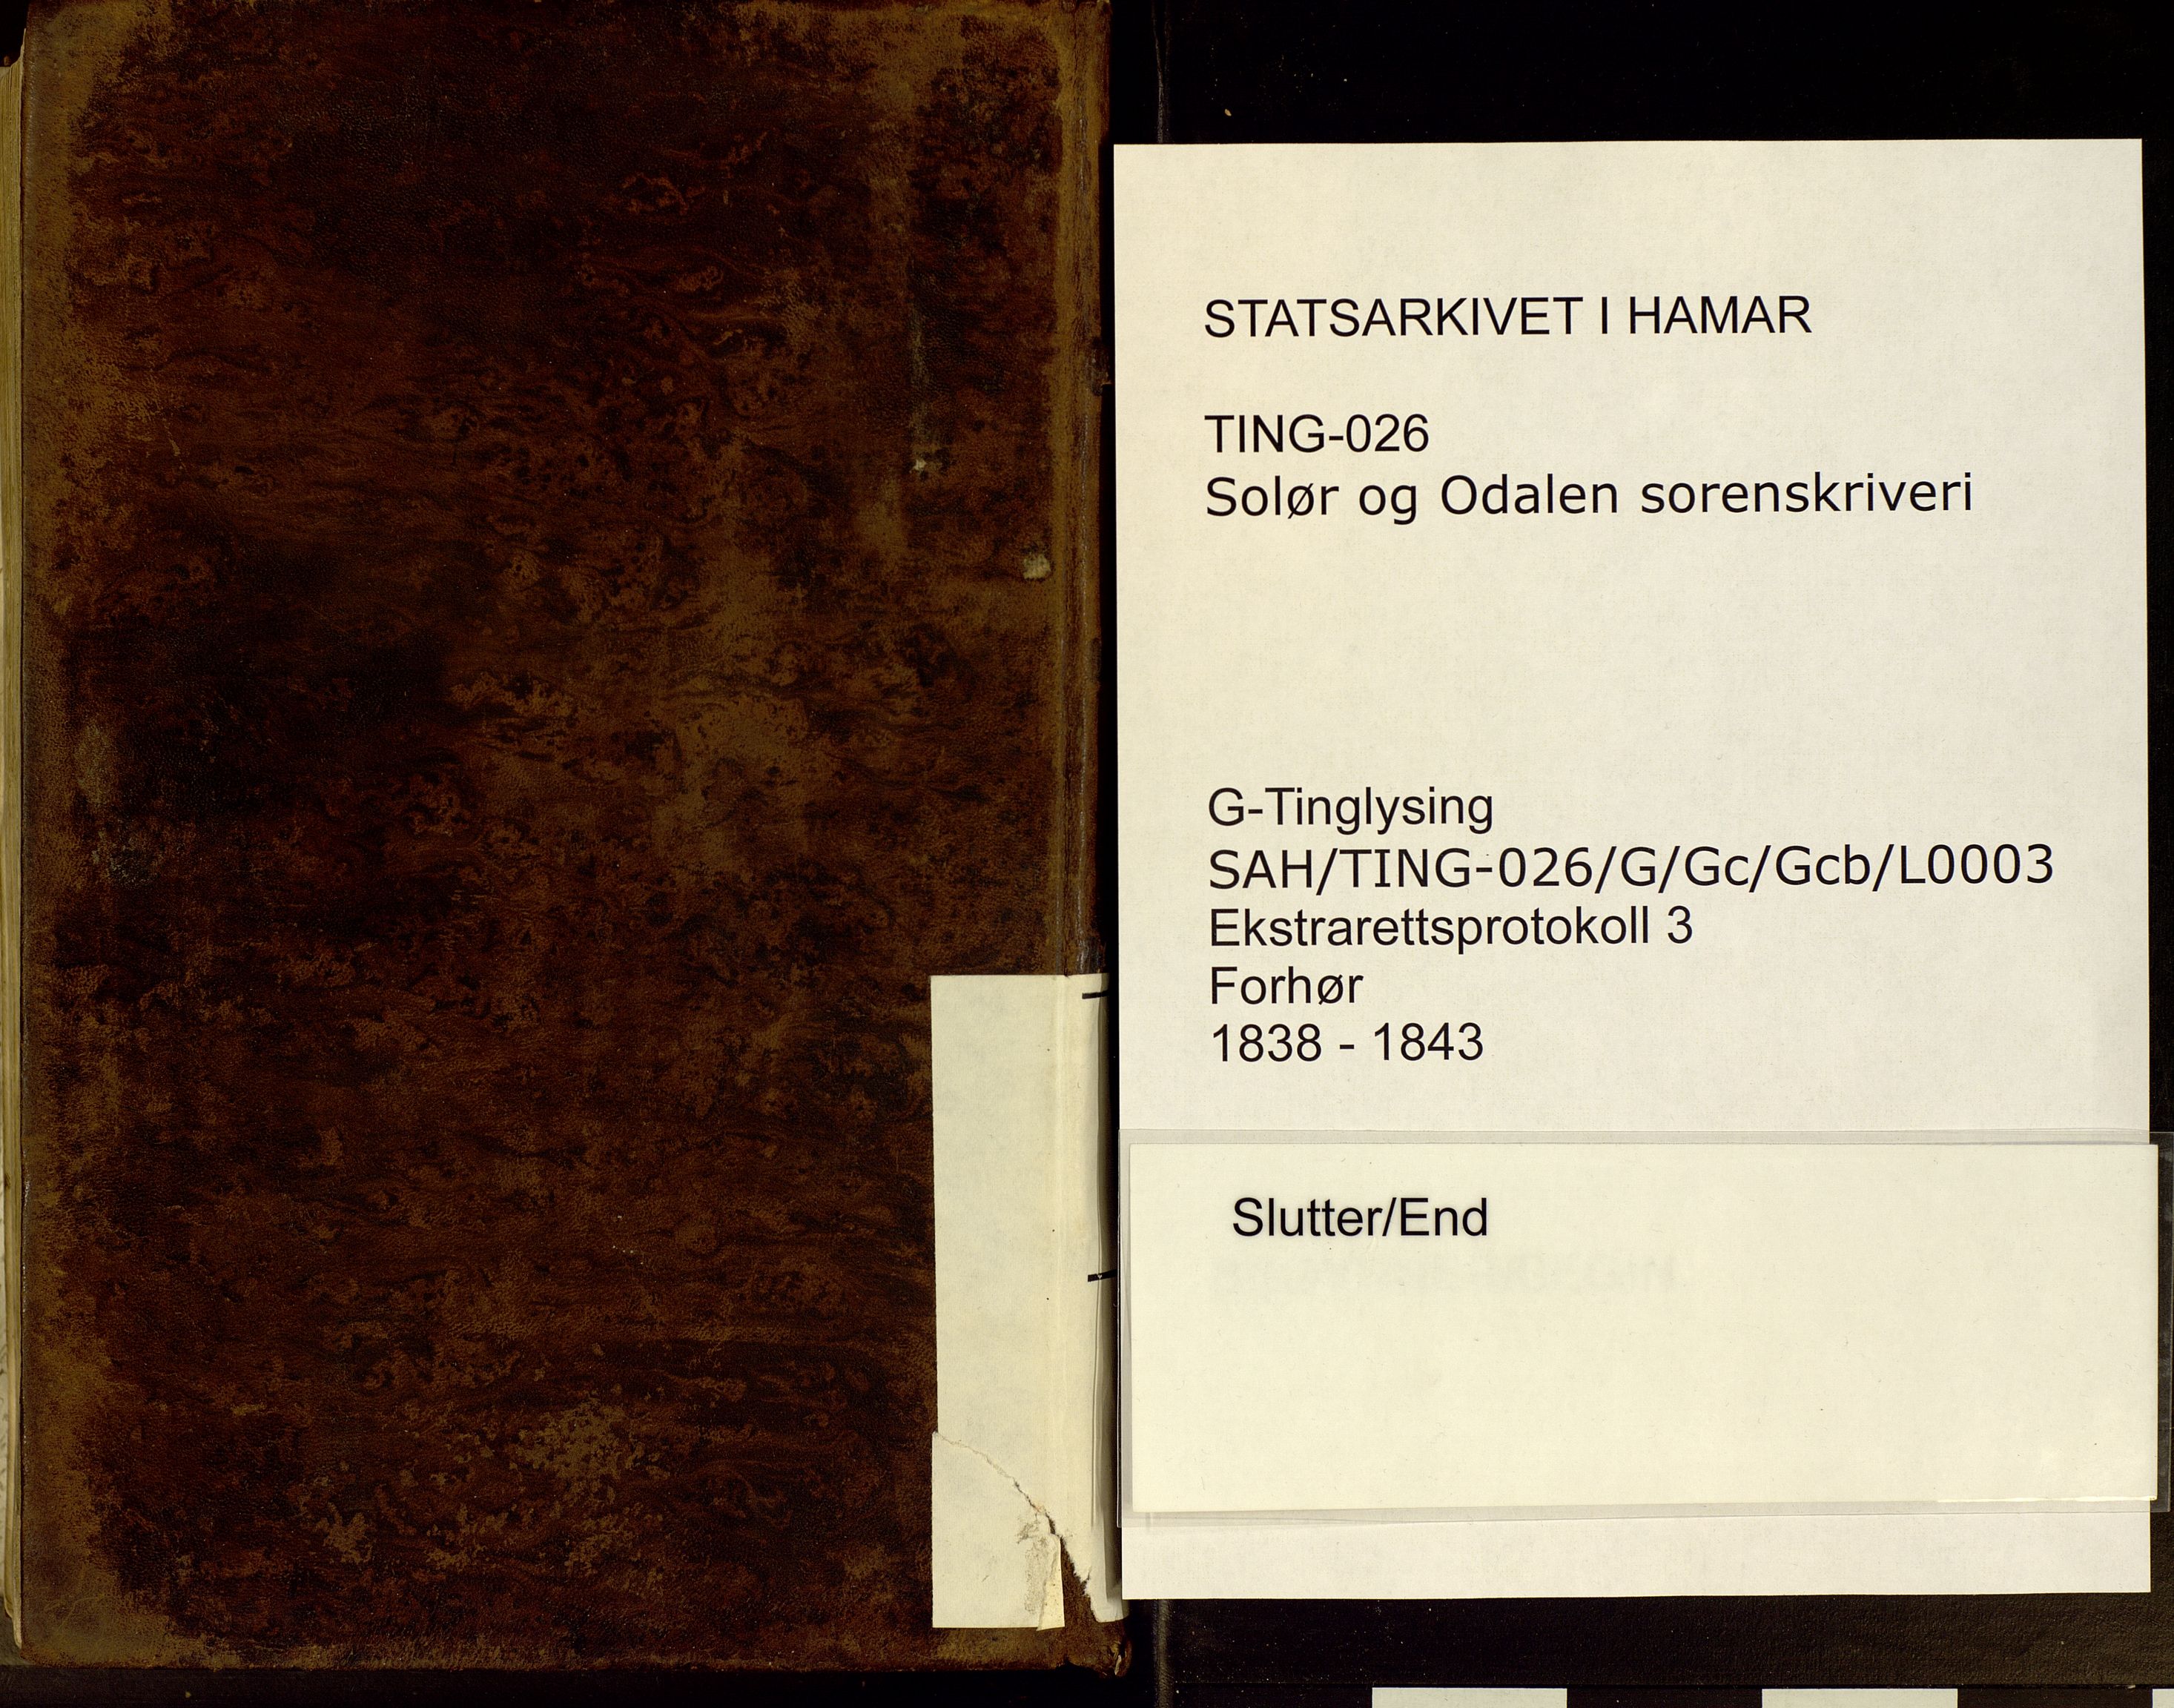 STATSARKIVET I HAMAR
TING-026
Solør og Odalen sorenskriveri
G-Tinglysing
SAH/TING-026/G/Gc/Gcb/L0003
Ekstrarettsprotokoll 3
Forhør
1838 - 1843
Slutter/End